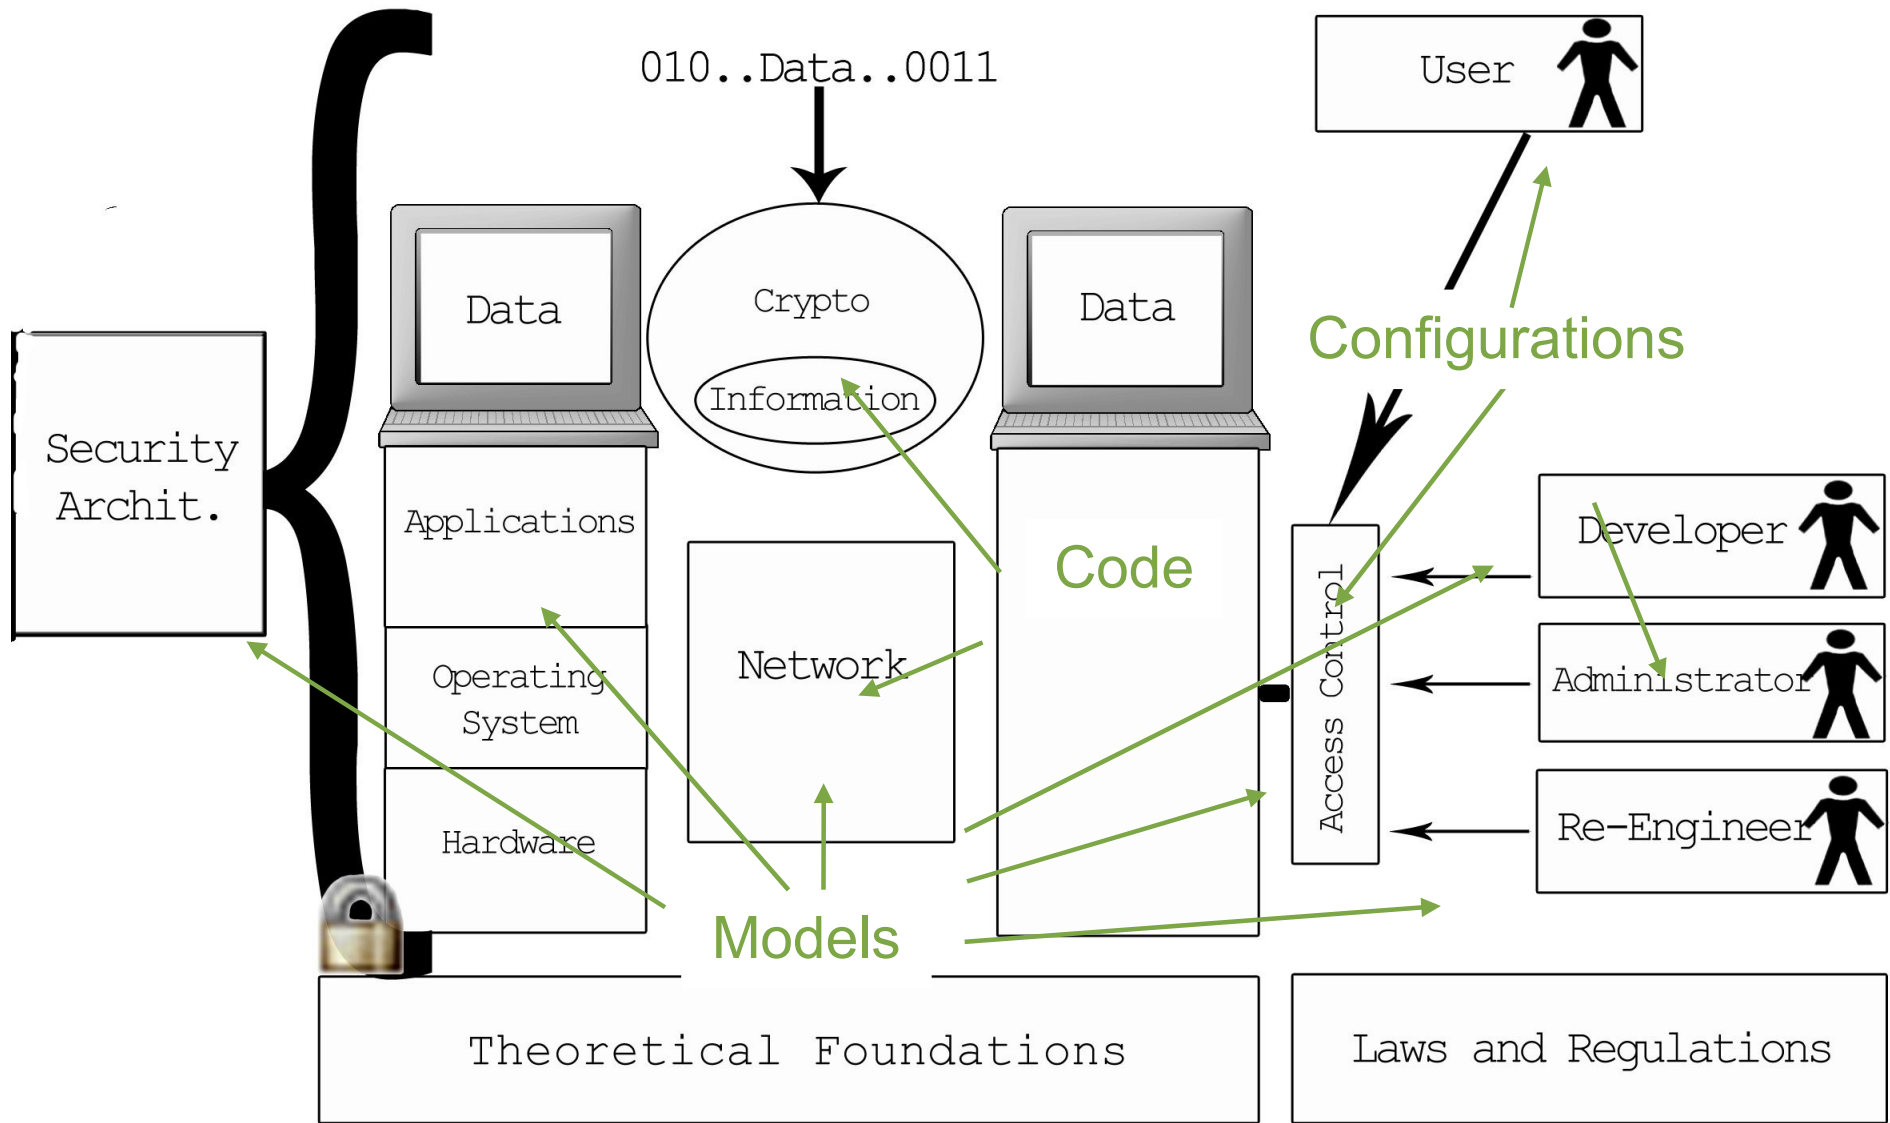 010..Data..0011
User
Data
Crypto
Information
Data
Configurations
Security
Archit.
Applications
Operating
System
Hardware
Network
Code
Access Control
Developer
Administrator
Re-Engineer
Models
Theoretical Foundations
Laws and Regulations